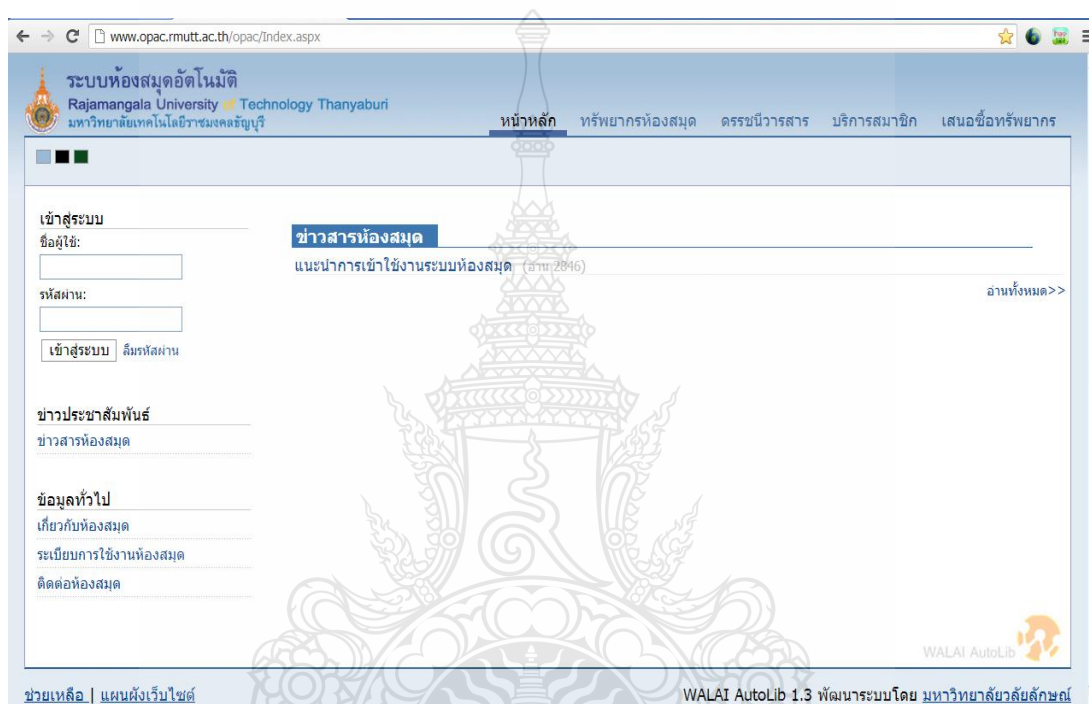 www.opac.rmutt.ac.th/opac/Index.aspx
ระบบห้องสมุดอัตโนมัติ
Rajamangala University of Technology Thanyaburi
มหาวิทยาลัยเทคโนโลยีราชมงคลธัญบุรี
หน้าหลัก ทรัพยากรห้องสมุด ดรรชนีวารสาร บริการสมาชิก เสนอซื้อทรัพยากร
เข้าสู่ระบบ
ชื่อผู้ใช้:
รหัสผ่าน:
เข้าสู่ระบบ ลืมรหัสผ่าน
ข่าวประชาสัมพันธ์
ข่าวสารห้องสมุด
ข้อมูลทั่วไป
เกี่ยวกับห้องสมุด
ระเบียบการใช้งานห้องสมุด
ติดต่อห้องสมุด
ข่าวสารห้องสมุด
แนะนำการเข้าใช้งานระบบห้องสมุด (อ่าน 2846)
อ่านทั้งหมด>>
WALAI AutoLib
ช่วยเหลือ | แผนผังเว็บไซต์
WALAI AutoLib 1.3 พัฒนาระบบโดย มหาวิทยาลัยวลัยลักษณ์